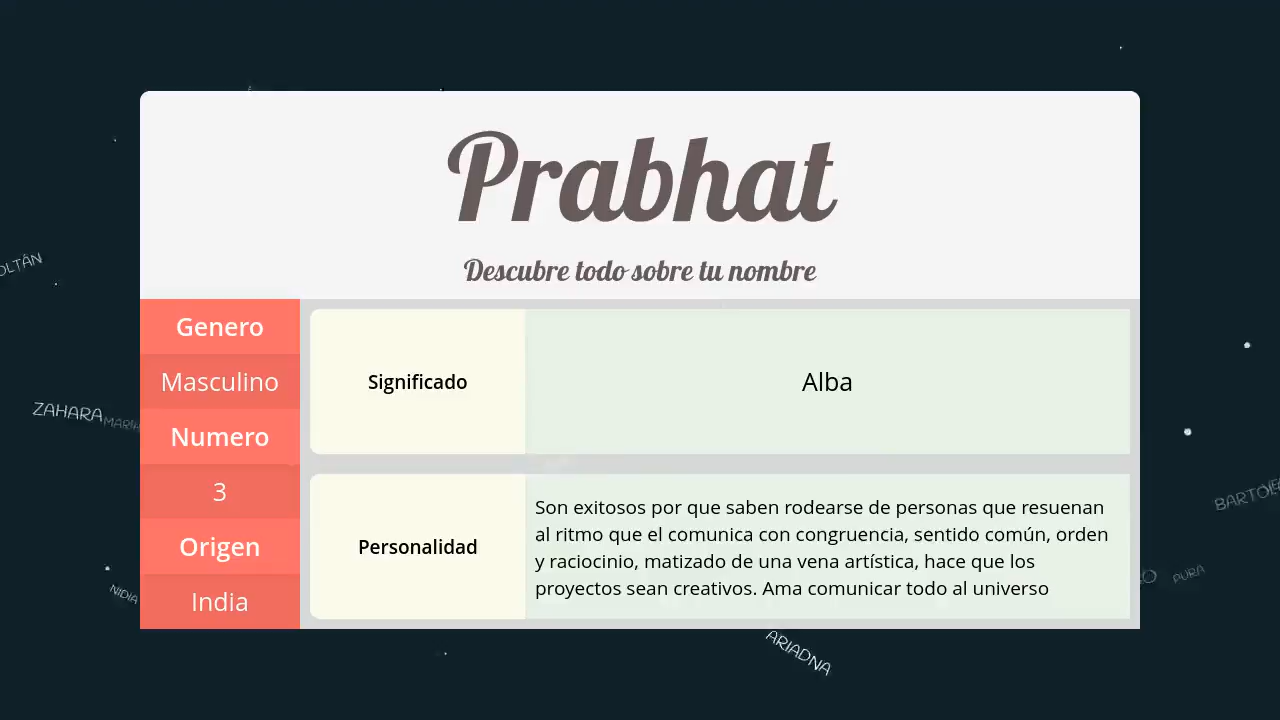 Prabhat
Descubre todo sobre tu nombre
Genero
Masculino
Numero
3
Origen
India
Significado
Alba
Personalidad
Son exitosos por que saben rodearse de personas que resuenan
al ritmo que el comunica con congruencia, sentido común, orden
y raciocinio, matizado de una vena artística, hace que los
proyectos sean creativos. Ama comunicar todo al universo
ZAHARA
NIDIA
ARIADNA
PURA